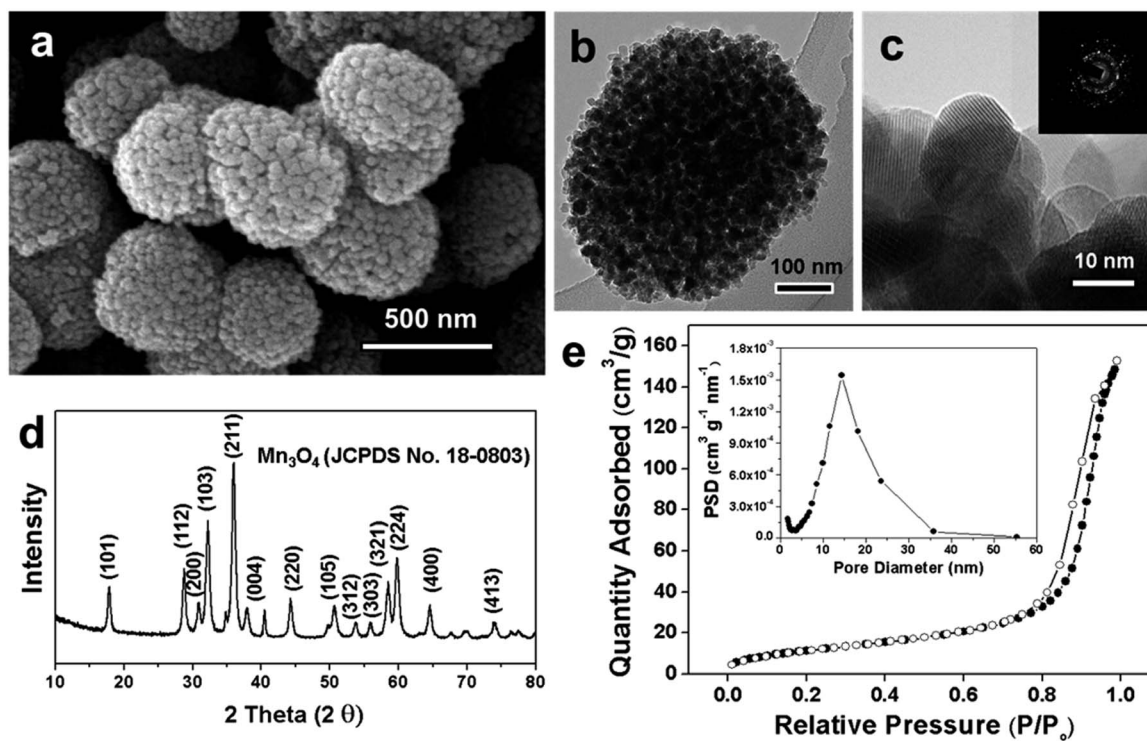 a
500 nm
b
100 nm
c
10 nm
d
Mn₃O₄ (JCPDS No. 18-0803)
(101)
(112)
(200)
(103)
(211)
(004)
(220)
(105)
(312)
(303)
(321)
(224)
(400)
(413)
Intensity
10 20 30 40 50 60 70 80
2 Theta (2 θ)
e
Quantity Adsorbed (cm³/g)
160
140
120
100
80
60
40
20
0
0.0 0.2 0.4 0.6 0.8 1.0
Relative Pressure (P/Pₒ)
PSD (cm³ g⁻¹ nm⁻¹)
1.8x10⁻³
1.5x10⁻³
1.2x10⁻³
9.0x10⁻⁴
6.0x10⁻⁴
3.0x10⁻⁴
0.0
0 10 20 30 40 50 60
Pore Diameter (nm)